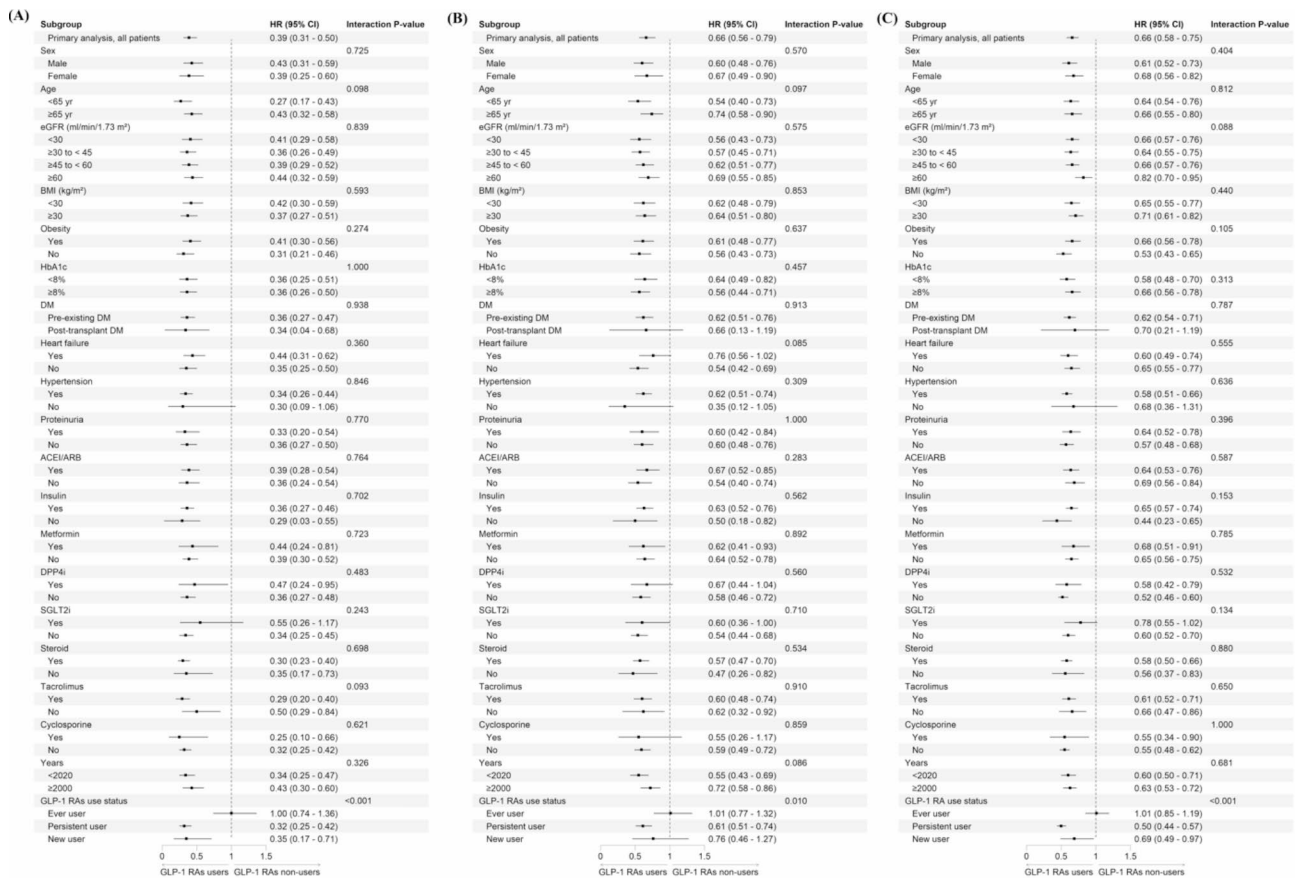 (A)
Subgroup HR (95% CI) Interaction P-value
Primary analysis, all patients 0.39 (0.31 - 0.50)
Sex 0.725
Male 0.43 (0.31 - 0.59)
Female 0.39 (0.25 - 0.60)
Age 0.098
<65 yr 0.27 (0.17 - 0.43)
≥65 yr 0.43 (0.32 - 0.58)
eGFR (ml/min/1.73 m²) 0.839
<30 0.41 (0.29 - 0.58)
≥30 to < 45 0.36 (0.26 - 0.49)
≥45 to < 60 0.39 (0.29 - 0.52)
≥60 0.44 (0.32 - 0.59)
BMI (kg/m²) 0.593
<30 0.42 (0.30 - 0.59)
≥30 0.37 (0.27 - 0.51)
Obesity 0.274
Yes 0.41 (0.30 - 0.56)
No 0.31 (0.21 - 0.46)
HbA1c 1.000
<8% 0.36 (0.25 - 0.51)
≥8% 0.36 (0.26 - 0.50)
DM 0.938
Pre-existing DM 0.36 (0.27 - 0.47)
Post-transplant DM 0.34 (0.04 - 0.68)
Heart failure 0.360
Yes 0.44 (0.31 - 0.62)
No 0.35 (0.25 - 0.50)
Hypertension 0.846
Yes 0.34 (0.26 - 0.44)
No 0.30 (0.09 - 1.06)
Proteinuria 0.770
Yes 0.33 (0.20 - 0.54)
No 0.36 (0.27 - 0.50)
ACEI/ARB 0.764
Yes 0.39 (0.28 - 0.54)
No 0.36 (0.24 - 0.54)
Insulin 0.702
Yes 0.36 (0.27 - 0.46)
No 0.29 (0.03 - 0.55)
Metformin 0.723
Yes 0.44 (0.24 - 0.81)
No 0.39 (0.30 - 0.52)
DPP4i 0.483
Yes 0.47 (0.24 - 0.95)
No 0.36 (0.27 - 0.48)
SGLT2i 0.243
Yes 0.55 (0.26 - 1.17)
No 0.34 (0.25 - 0.45)
Steroid 0.698
Yes 0.30 (0.23 - 0.40)
No 0.35 (0.17 - 0.73)
Tacrolimus 0.093
Yes 0.29 (0.20 - 0.40)
No 0.50 (0.29 - 0.84)
Cyclosporine 0.621
Yes 0.25 (0.10 - 0.66)
No 0.32 (0.25 - 0.42)
Years 0.326
<2020 0.34 (0.25 - 0.47)
≥2000 0.43 (0.30 - 0.60)
GLP-1 RAs use status <0.001
Ever user 1.00 (0.74 - 1.36)
Persistent user 0.32 (0.25 - 0.42)
New user 0.35 (0.17 - 0.71)
0 0.5 1 1.5
GLP-1 RAs users GLP-1 RAs non-users
(B)
Subgroup HR (95% CI) Interaction P-value
Primary analysis, all patients 0.66 (0.56 - 0.79)
Sex 0.570
Male 0.60 (0.48 - 0.76)
Female 0.67 (0.49 - 0.90)
Age 0.097
<65 yr 0.54 (0.40 - 0.73)
≥65 yr 0.74 (0.58 - 0.90)
eGFR (ml/min/1.73 m²) 0.575
<30 0.56 (0.43 - 0.73)
≥30 to < 45 0.57 (0.45 - 0.71)
≥45 to < 60 0.62 (0.51 - 0.77)
≥60 0.69 (0.55 - 0.85)
BMI (kg/m²) 0.853
<30 0.62 (0.48 - 0.79)
≥30 0.64 (0.51 - 0.80)
Obesity 0.637
Yes 0.61 (0.48 - 0.77)
No 0.56 (0.43 - 0.73)
HbA1c 0.457
<8% 0.64 (0.49 - 0.82)
≥8% 0.56 (0.44 - 0.71)
DM 0.913
Pre-existing DM 0.62 (0.51 - 0.76)
Post-transplant DM 0.66 (0.13 - 1.19)
Heart failure 0.085
Yes 0.76 (0.56 - 1.02)
No 0.54 (0.42 - 0.69)
Hypertension 0.309
Yes 0.62 (0.51 - 0.74)
No 0.35 (0.12 - 1.05)
Proteinuria 1.000
Yes 0.60 (0.42 - 0.84)
No 0.60 (0.48 - 0.76)
ACEI/ARB 0.283
Yes 0.67 (0.52 - 0.85)
No 0.54 (0.40 - 0.74)
Insulin 0.562
Yes 0.63 (0.52 - 0.76)
No 0.50 (0.18 - 0.82)
Metformin 0.892
Yes 0.62 (0.41 - 0.93)
No 0.64 (0.52 - 0.78)
DPP4i 0.560
Yes 0.67 (0.44 - 1.04)
No 0.58 (0.46 - 0.72)
SGLT2i 0.710
Yes 0.60 (0.36 - 1.00)
No 0.54 (0.44 - 0.68)
Steroid 0.534
Yes 0.57 (0.47 - 0.70)
No 0.47 (0.26 - 0.82)
Tacrolimus 0.910
Yes 0.60 (0.48 - 0.74)
No 0.62 (0.32 - 0.92)
Cyclosporine 0.859
Yes 0.55 (0.26 - 1.17)
No 0.59 (0.49 - 0.72)
Years 0.086
<2020 0.55 (0.43 - 0.69)
≥2000 0.72 (0.58 - 0.86)
GLP-1 RAs use status 0.010
Ever user 1.01 (0.77 - 1.32)
Persistent user 0.61 (0.51 - 0.74)
New user 0.76 (0.46 - 1.27)
0 0.5 1 1.5
GLP-1 RAs users GLP-1 RAs non-users
(C)
Subgroup HR (95% CI) Interaction P-value
Primary analysis, all patients 0.66 (0.58 - 0.75)
Sex 0.404
Male 0.61 (0.52 - 0.73)
Female 0.68 (0.56 - 0.82)
Age 0.812
<65 yr 0.64 (0.54 - 0.76)
≥65 yr 0.66 (0.55 - 0.80)
eGFR (ml/min/1.73 m²) 0.088
<30 0.66 (0.57 - 0.76)
≥30 to < 45 0.64 (0.55 - 0.75)
≥45 to < 60 0.66 (0.57 - 0.76)
≥60 0.82 (0.70 - 0.95)
BMI (kg/m²) 0.440
<30 0.65 (0.55 - 0.77)
≥30 0.71 (0.61 - 0.82)
Obesity 0.105
Yes 0.66 (0.56 - 0.78)
No 0.53 (0.43 - 0.65)
HbA1c
<8% 0.58 (0.48 - 0.70) 0.313
≥8% 0.66 (0.56 - 0.78)
DM 0.787
Pre-existing DM 0.62 (0.54 - 0.71)
Post-transplant DM 0.70 (0.21 - 1.19)
Heart failure 0.555
Yes 0.60 (0.49 - 0.74)
No 0.65 (0.55 - 0.77)
Hypertension 0.636
Yes 0.58 (0.51 - 0.66)
No 0.68 (0.36 - 1.31)
Proteinuria 0.396
Yes 0.64 (0.52 - 0.78)
No 0.57 (0.48 - 0.68)
ACEI/ARB 0.587
Yes 0.64 (0.53 - 0.76)
No 0.69 (0.56 - 0.84)
Insulin 0.153
Yes 0.65 (0.57 - 0.74)
No 0.44 (0.23 - 0.65)
Metformin 0.785
Yes 0.68 (0.51 - 0.91)
No 0.65 (0.56 - 0.75)
DPP4i 0.532
Yes 0.58 (0.42 - 0.79)
No 0.52 (0.46 - 0.60)
SGLT2i 0.134
Yes 0.78 (0.55 - 1.02)
No 0.60 (0.52 - 0.70)
Steroid 0.880
Yes 0.58 (0.50 - 0.66)
No 0.56 (0.37 - 0.83)
Tacrolimus 0.650
Yes 0.61 (0.52 - 0.71)
No 0.66 (0.47 - 0.86)
Cyclosporine 1.000
Yes 0.55 (0.34 - 0.90)
No 0.55 (0.48 - 0.62)
Years 0.681
<2020 0.60 (0.50 - 0.71)
≥2000 0.63 (0.53 - 0.72)
GLP-1 RAs use status <0.001
Ever user 1.01 (0.85 - 1.19)
Persistent user 0.50 (0.44 - 0.57)
New user 0.69 (0.49 - 0.97)
0 0.5 1 1.5
GLP-1 RAs users GLP-1 RAs non-users